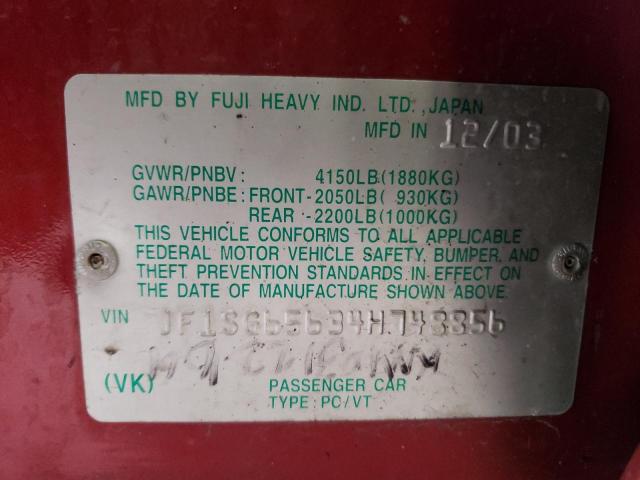 MFD BY FUJI HEAVY IND. LTD., JAPAN
MFD IN 12/03
GVWR/PNBV: 4150LB(1880KG)
GAWR/PNBE: FRONT-2050LB( 930KG)
REAR -2200LB(1000KG)
THIS VEHICLE CONFORMS TO ALL APPLICABLE
FEDERAL MOTOR VEHICLE SAFETY, BUMPER, AND
THEFT PREVENTION STANDARDS IN EFFECT ON
THE DATE OF MANUFACTURE SHOWN ABOVE.
VIN JF1SG65634H748856
(VK) PASSENGER CAR
TYPE: PC/VT